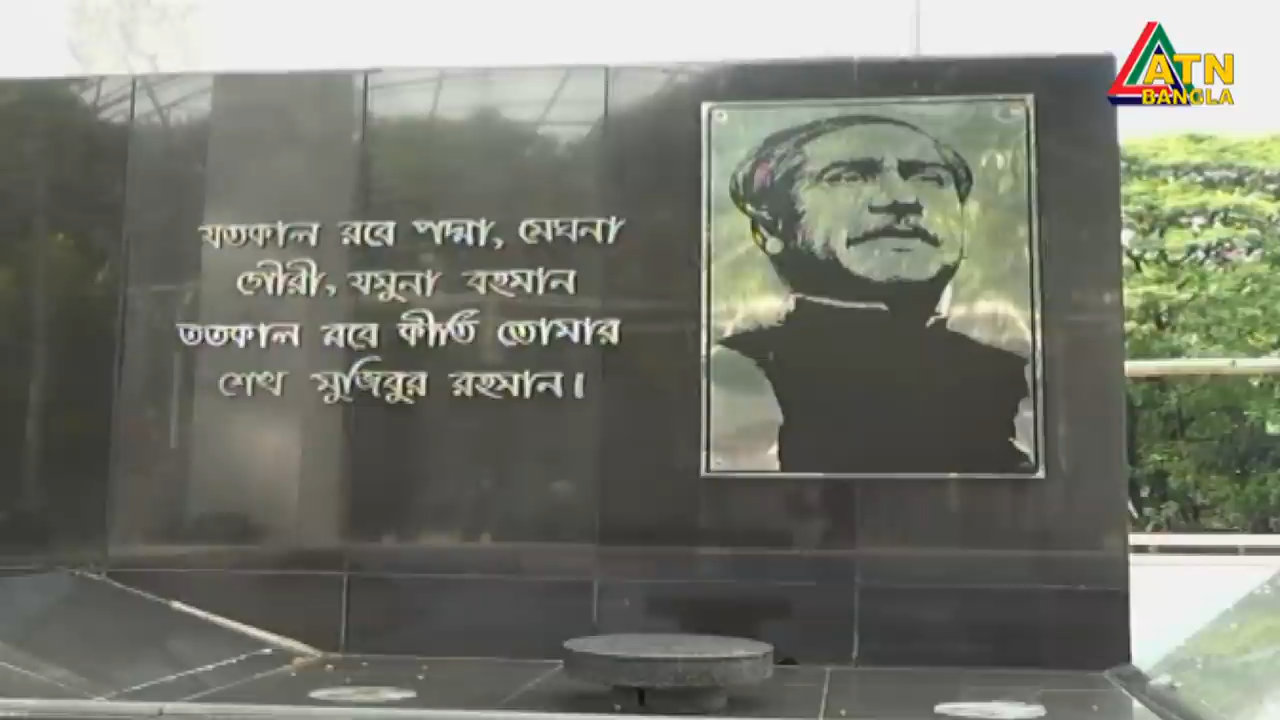 যতকাল রবে পদ্মা, মেঘনা
গৌরী, যমুনা বহমান
ততকাল রবে কীর্তি তোমার
শেখ মুজিবুর রহমান।
ATN
BANGLA